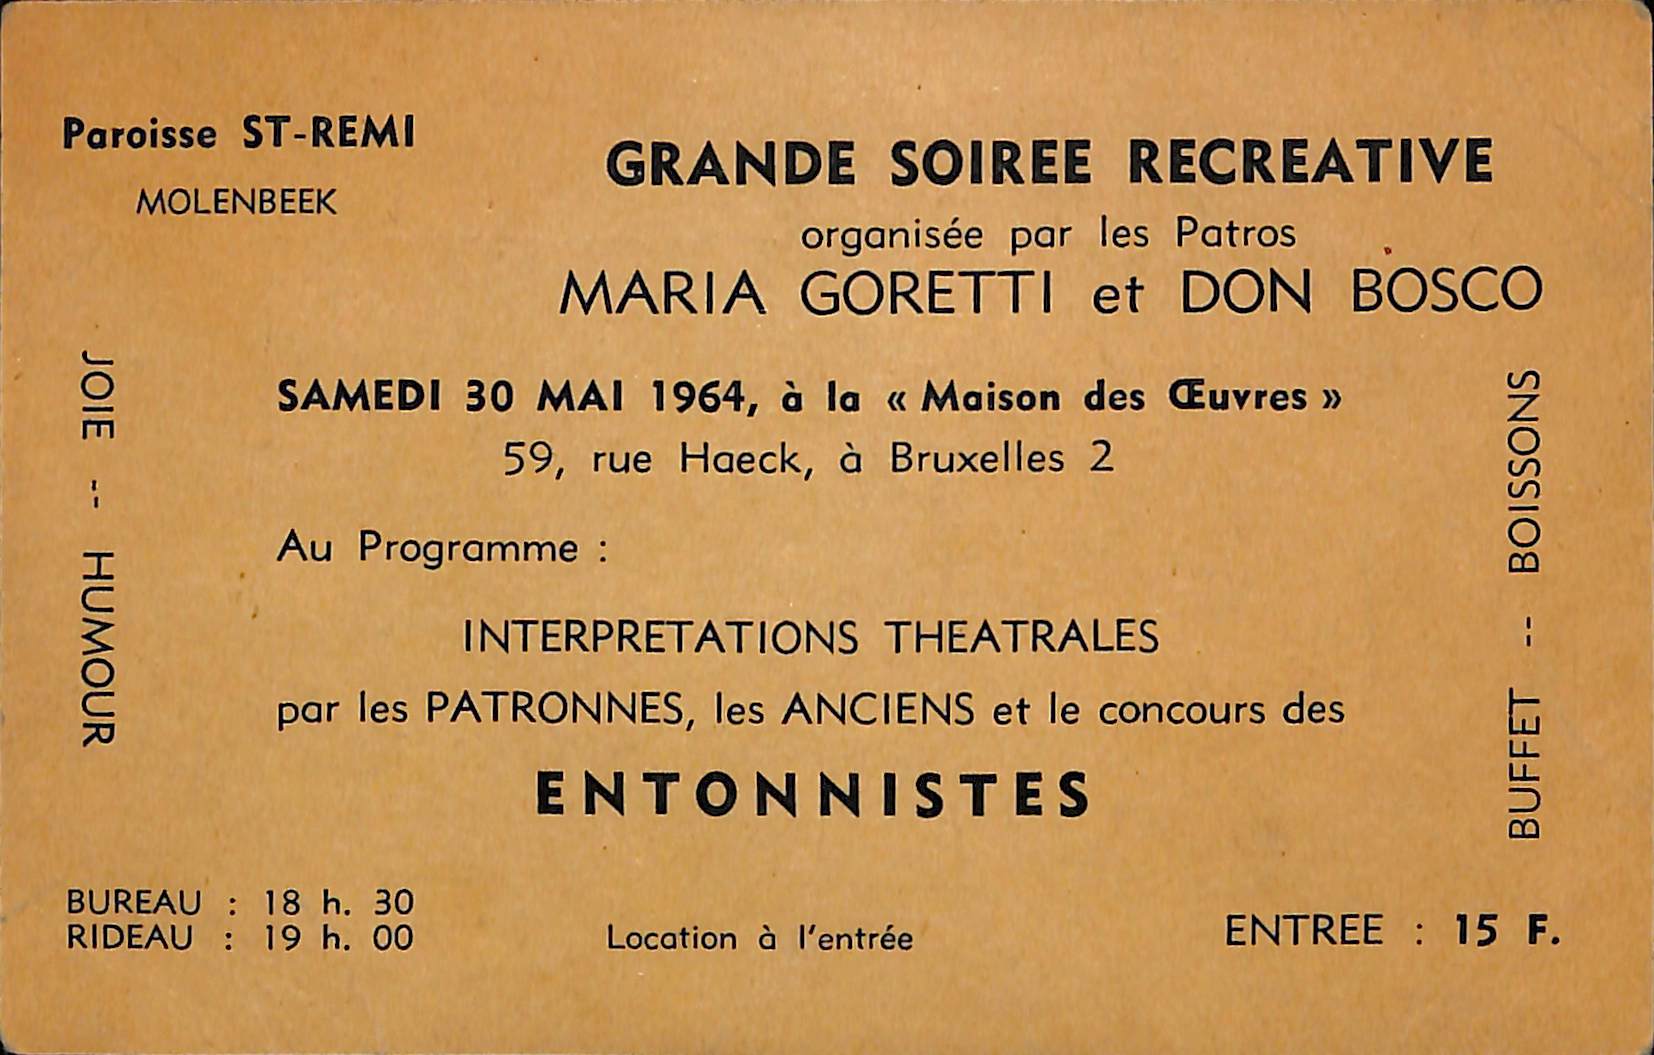 Paroisse ST-REMI
MOLENBEEK
GRANDE SOIREE RECREATIVE
organisée par les Patros
MARIA GORETTI et DON BOSCO
SAMEDI 30 MAI 1964, à la « Maison des Œuvres »
59, rue Haeck, à Bruxelles 2
Au Programme :
INTERPRETATIONS THEATRALES
par les PATRONNES, les ANCIENS et le concours des
ENTONNISTES
JOIE -- HUMOUR
BUFFET -- BOISSONS
BUREAU : 18 h. 30
RIDEAU : 19 h. 00
Location à l'entrée
ENTREE : 15 F.